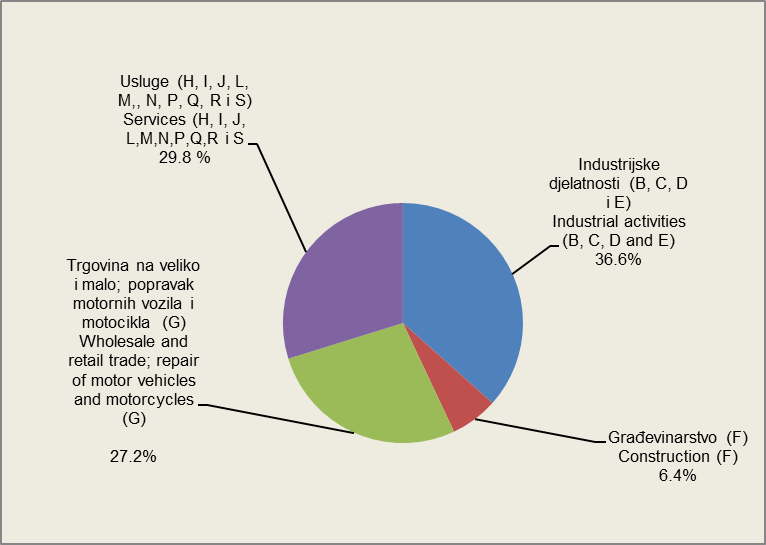 Usluge (H, I, J, L,
M,, N, P, Q, R i S)
Services (H, I, J,
L,M,N,P,Q,R i S
29.8 %
Industrijske
djelatnosti (B, C, D
i E)
Industrial activities
(B, C, D and E)
36.6%
Trgovina na veliko
i malo; popravak
motornih vozila i
motocikla (G)
Wholesale and
retail trade; repair
of motor vehicles
and motorcycles
(G)
27.2%
Građevinarstvo (F)
Construction (F)
6.4%